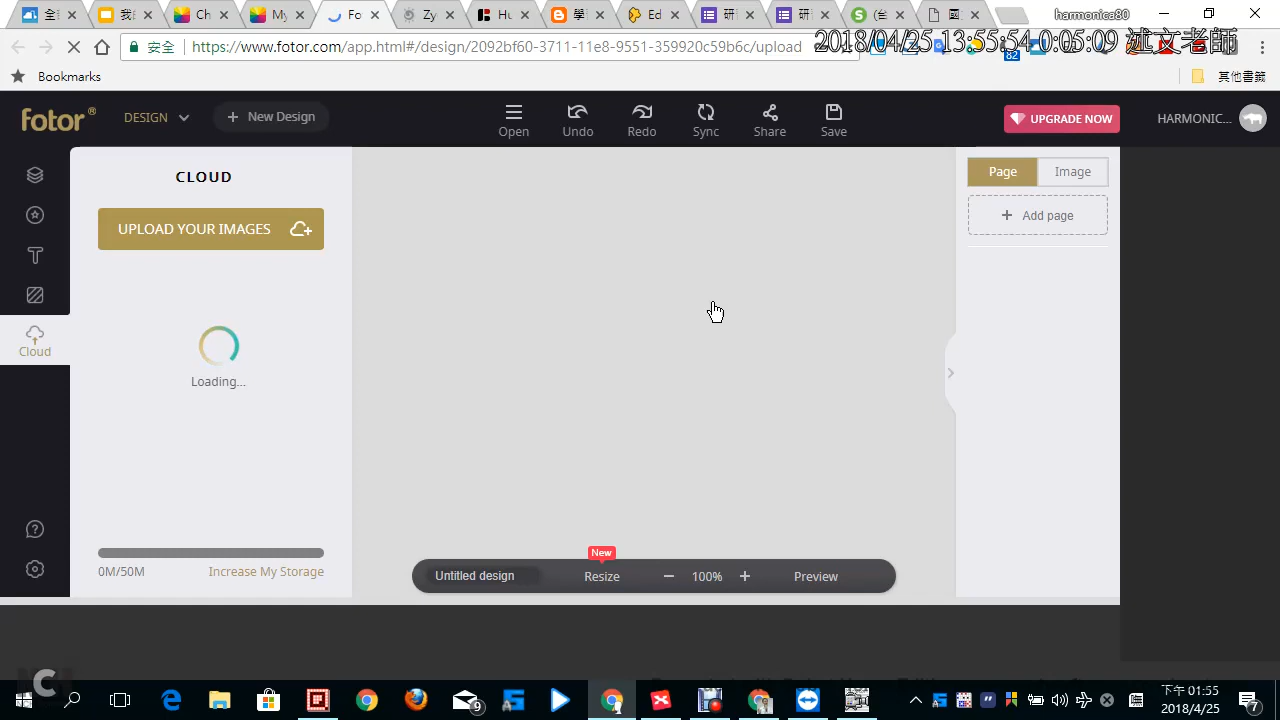 全 我 Ch M Fo Zy Hu 學 Ed 研 研 (全 圖 harmonica80
安全 https://www.fotor.com/app.html#/design/2092bf60-3711-11e8-9551-359920c59b6c/upload
2018/04/25 13:55:54 0:05:09 述文老師
82
Bookmarks 其他書籤
fotor® DESIGN + New Design Open Undo Redo Sync Share Save UPGRADE NOW HARMONIC...
CLOUD
Page Image
UPLOAD YOUR IMAGES
+ Add page
Cloud
Loading...
0M/50M Increase My Storage
New
Untitled design Resize − 100% + Preview
9
下午 01:55
2018/4/25
7